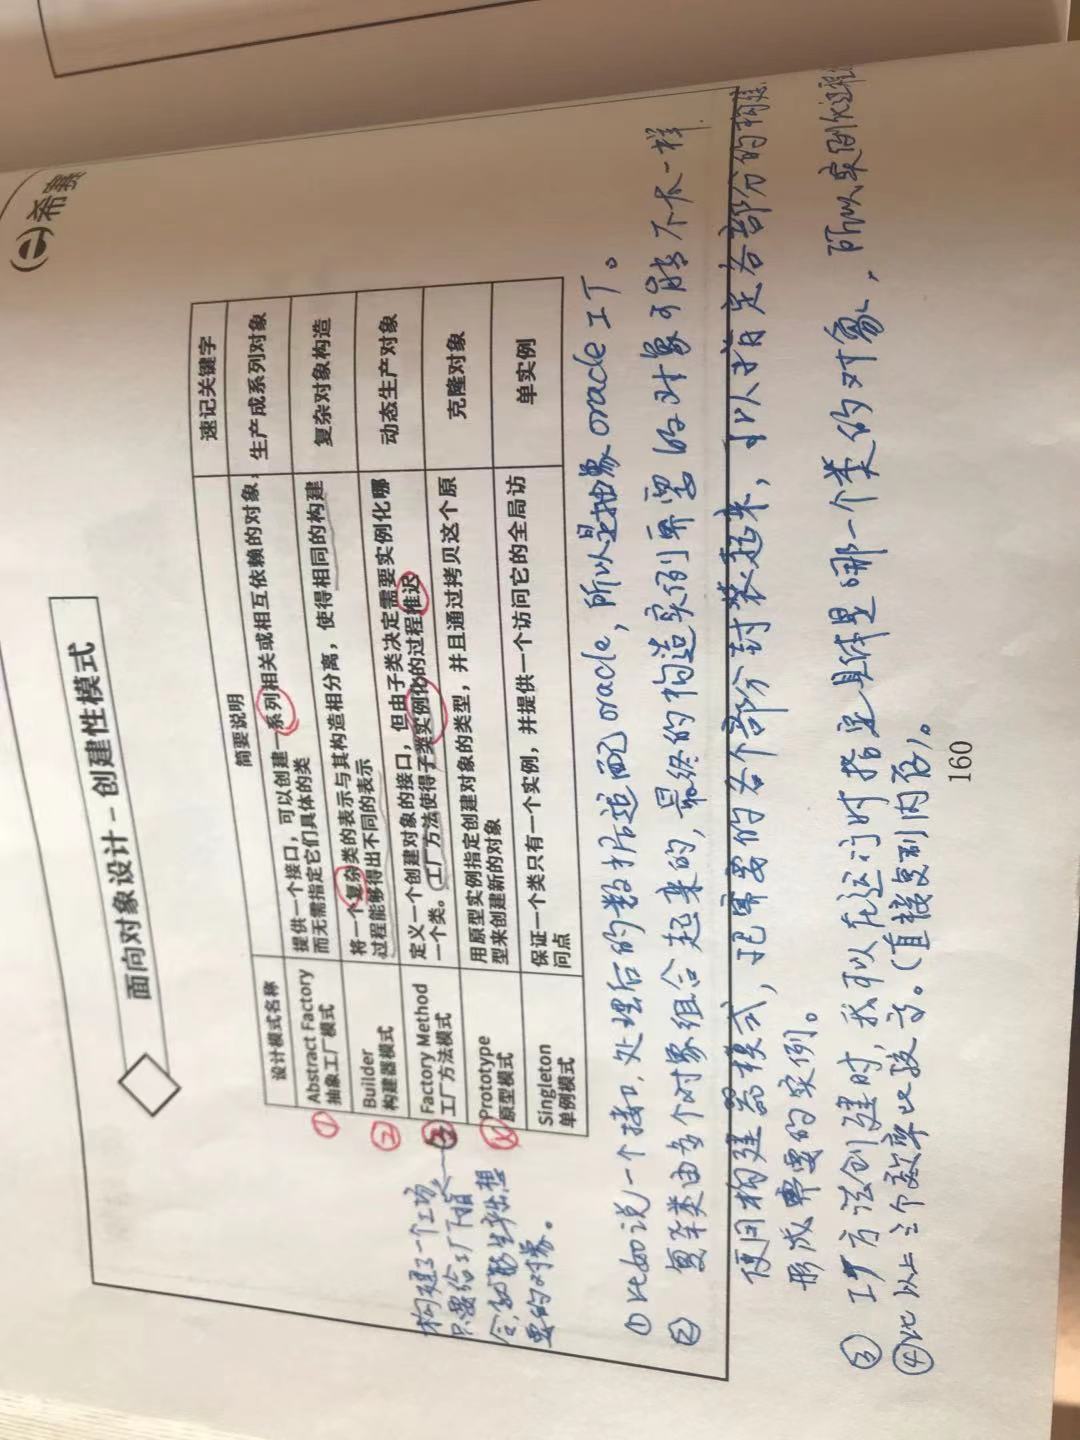 希赛
面向对象设计 – 创建性模式
设计模式名称 简要说明 速记关键字
① Abstract Factory
抽象工厂模式
提供一个接口，可以创建一系列相关或相互依赖的对象，
而无需指定它们具体的类
生产成系列对象
② Builder
构建器模式
将一个复杂类的表示与其构造相分离，使得相同的构建
过程能够得出不同的表示
复杂对象构造
③ Factory Method
工厂方法模式
定义一个创建对象的接口，但由子类决定需要实例化哪
一个类。工厂方法使得子类实例化的过程推迟
动态生产对象
Prototype
原型模式
用原型实例指定创建对象的类型，并且通过拷贝这个原
型来创建新的对象
克隆对象
Singleton
单例模式
保证一个类只有一个实例，并提供一个访问它的全局访
问点
单实例
构建了一个工场
只要给工厂下指
令，就能生产出想
要的对象。
① 比如说一个接口，处理后的数据适配oracle，所以是抽象oracle工厂。
② 复杂类由多个对象组合起来的，最终的构造实例需要的对象可能不太一样
使用构建器模式，把需要的各个部分封装起来，可以指定各部分的构建
形成需要的实例。
③ 工厂方法创建时，我可以在运行时指定具体是哪一个类的对象，所以实例化过程
④ 比以上三个效率比较高。（直接复制内存）。
160